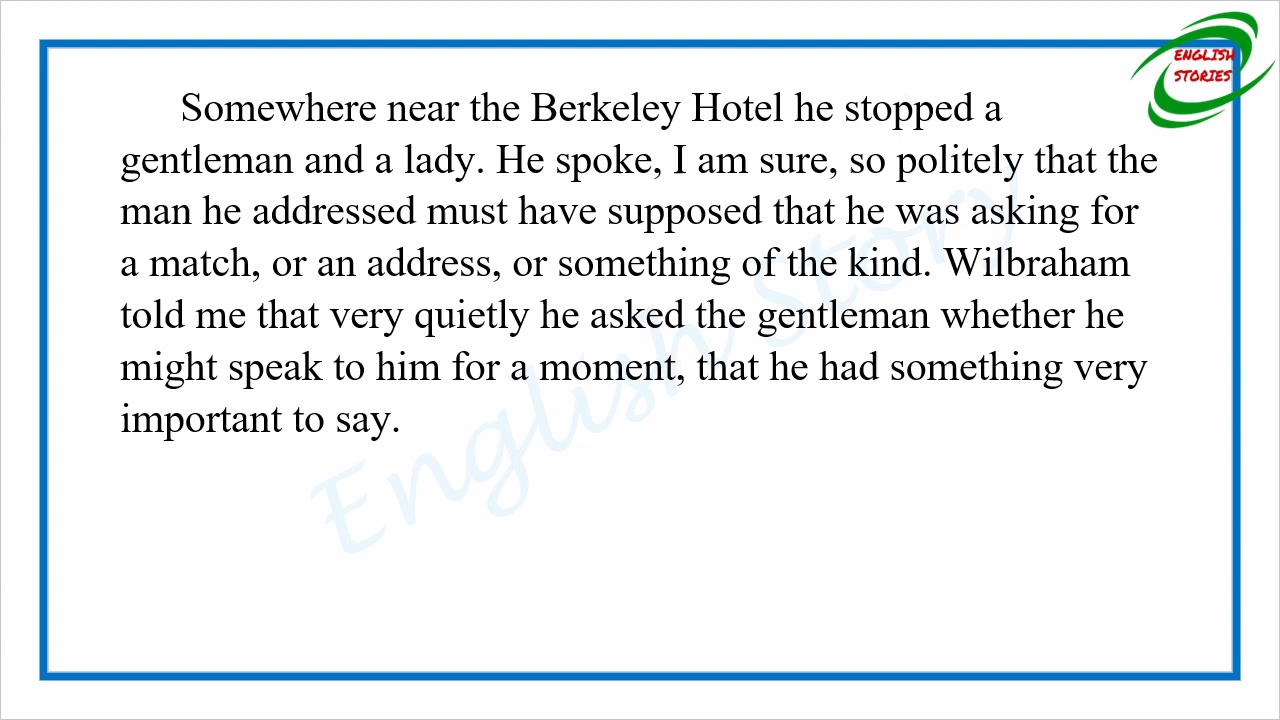 ENGLISH
STORIES
Somewhere near the Berkeley Hotel he stopped a
gentleman and a lady. He spoke, I am sure, so politely that the
man he addressed must have supposed that he was asking for
a match, or an address, or something of the kind. Wilbraham
told me that very quietly he asked the gentleman whether he
might speak to him for a moment, that he had something very
important to say.
English Story